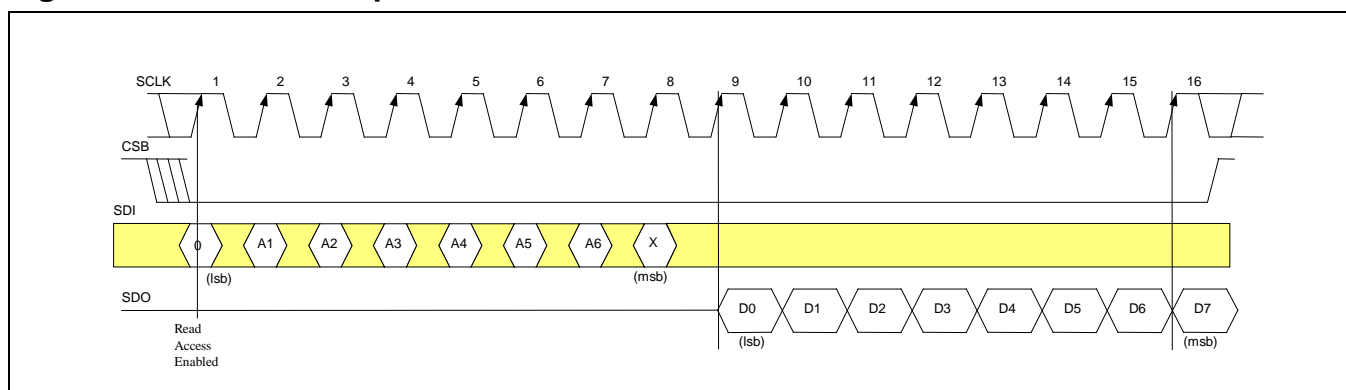 SCLK 1 2 3 4 5 6 7 8 9 10 11 12 13 14 15 16
CSB
SDI
0 A1 A2 A3 A4 A5 A6 X
(lsb) (msb)
SDO
D0 D1 D2 D3 D4 D5 D6 D7
(lsb) (msb)
Read
Access
Enabled